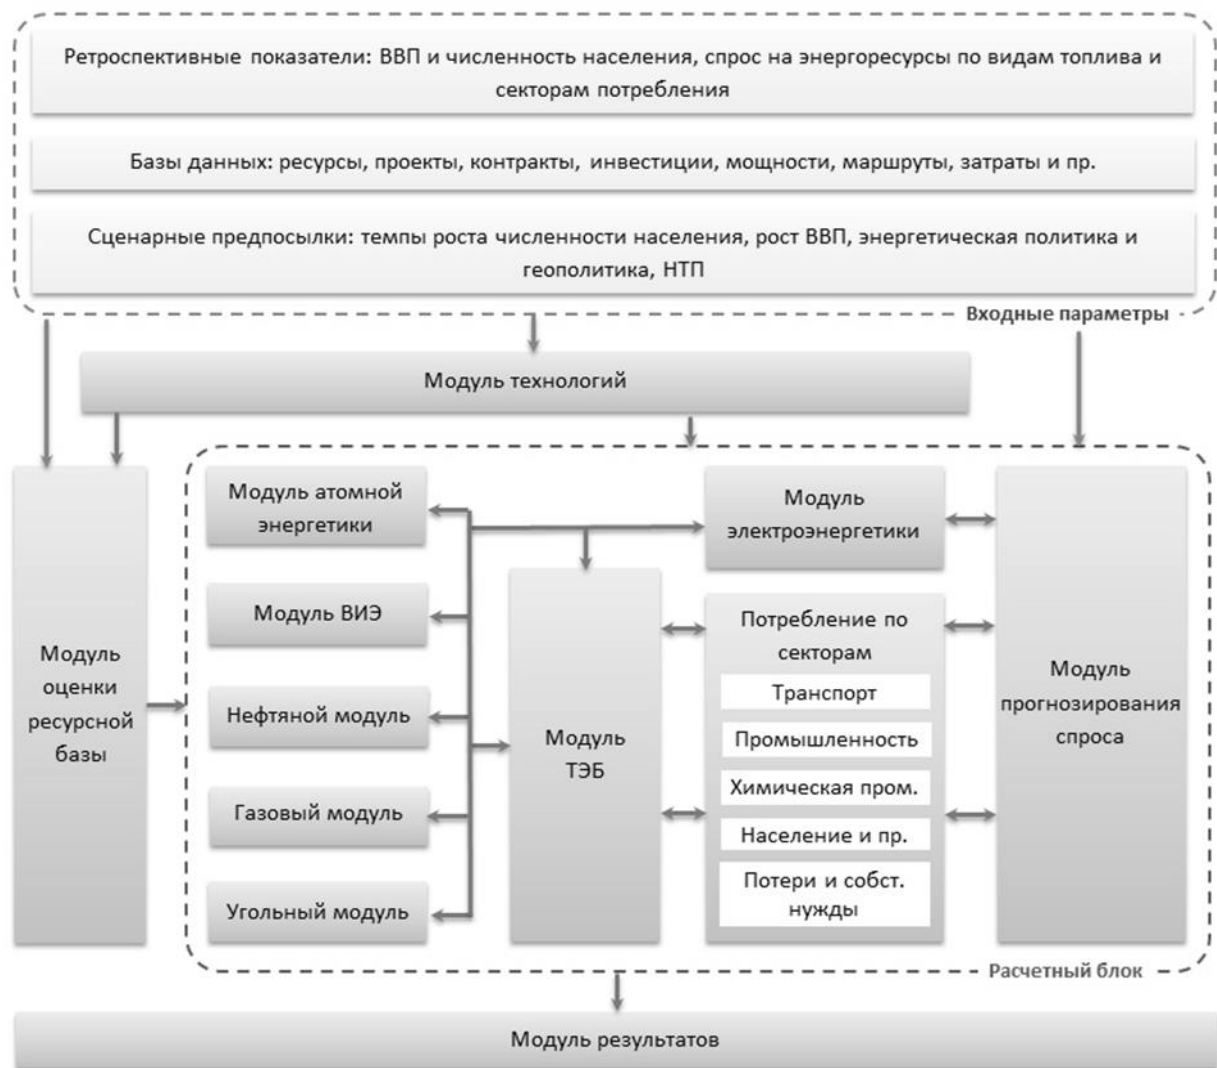 Ретроспективные показатели: ВВП и численность населения, спрос на энергоресурсы по видам топлива и
секторам потребления
Базы данных: ресурсы, проекты, контракты, инвестиции, мощности, маршруты, затраты и пр.
Сценарные предпосылки: темпы роста численности населения, рост ВВП, энергетическая политика и
геополитика, НТП
Входные параметры
Модуль технологий
Модуль
оценки
ресурсной
базы
Модуль атомной
энергетики
Модуль ВИЭ
Нефтяной модуль
Газовый модуль
Угольный модуль
Модуль
ТЭБ
Модуль
электроэнергетики
Потребление по
секторам
Транспорт
Промышленность
Химическая пром.
Население и пр.
Потери и собст.
нужды
Модуль
прогнозирования
спроса
Расчетный блок
Модуль результатов